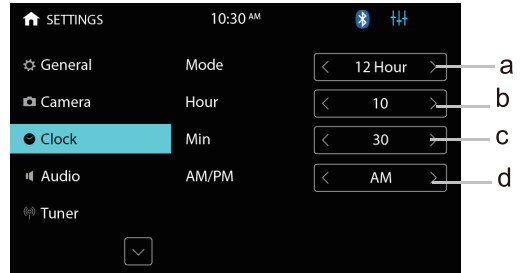 SETTINGS 10:30 AM
General Mode 12 Hour a
Camera Hour 10 b
Clock Min 30 c
Audio AM/PM AM d
Tuner